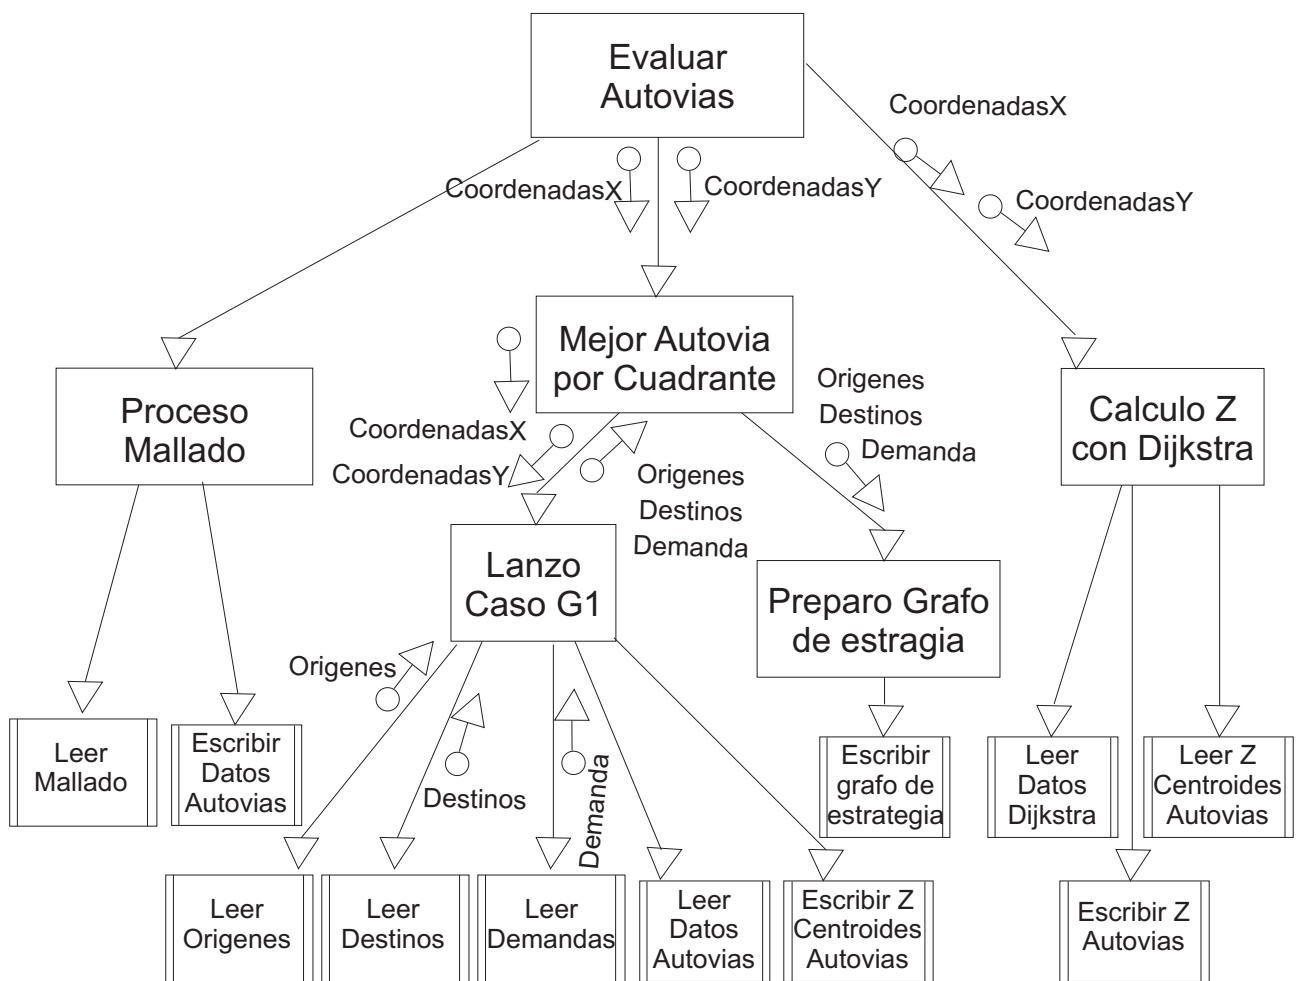 Evaluar
Autovias
CoordenadasX
CoordenadasX
CoordenadasY
CoordenadasY
Mejor Autovia
por Cuadrante
Proceso
Mallado
Origenes
Destinos
Demanda
Calculo Z
con Dijkstra
CoordenadasX
CoordenadasY
Origenes
Destinos
Demanda
Lanzo
Caso G1
Preparo Grafo
de estragia
Origenes
Destinos
Demanda
Leer
Mallado
Escribir
Datos
Autovias
Escribir
grafo de
estrategia
Leer
Datos
Dijkstra
Leer Z
Centroides
Autovias
Leer
Origenes
Leer
Destinos
Leer
Demandas
Leer
Datos
Autovias
Escribir Z
Centroides
Autovias
Escribir Z
Autovias